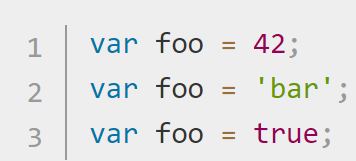 1 var foo = 42;
2 var foo = 'bar';
3 var foo = true;